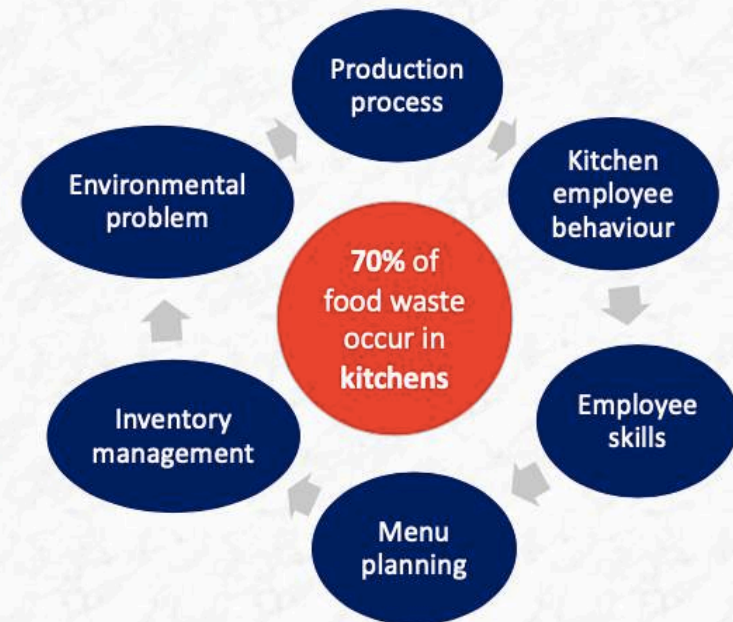 Production
process
Kitchen
employee
behaviour
Employee
skills
Menu
planning
Inventory
management
Environmental
problem
70% of
food waste
occur in
kitchens